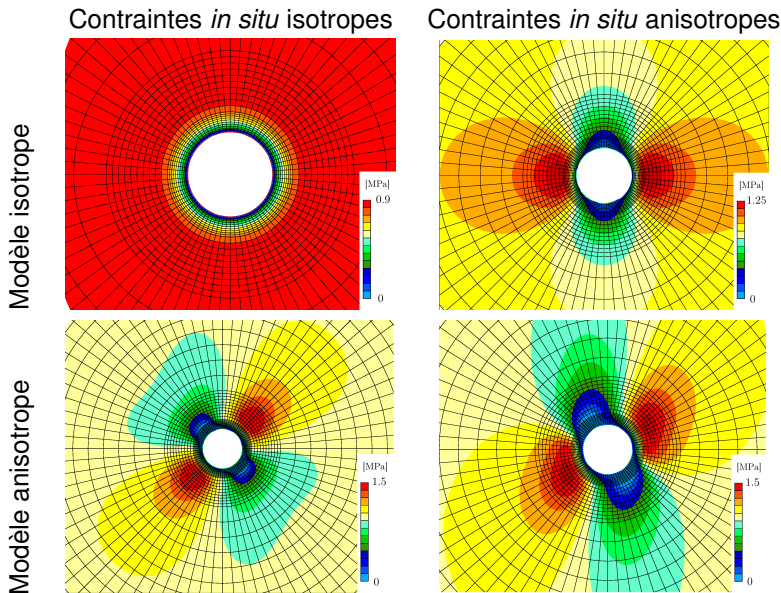 Contraintes in situ isotropes
Contraintes in situ anisotropes
Modèle isotrope
[MPa]
0.9
0
[MPa]
1.25
0
Modèle anisotrope
[MPa]
1.5
0
[MPa]
1.5
0